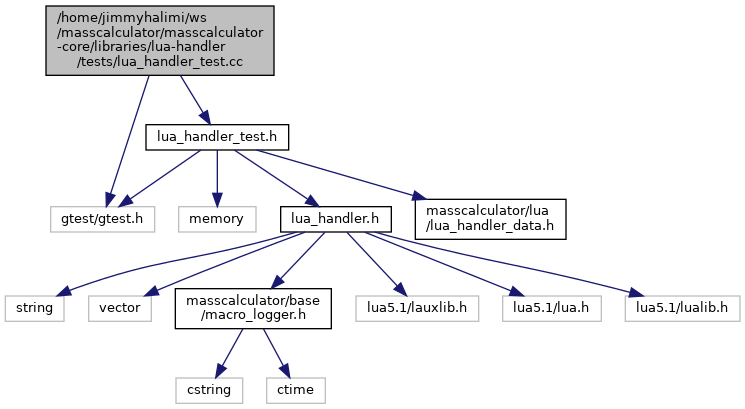 /home/jimmyhalimi/ws
/masscalculator/masscalculator
-core/libraries/lua-handler
/tests/lua_handler_test.cc
lua_handler_test.h
gtest/gtest.h
memory
lua_handler.h
masscalculator/lua
/lua_handler_data.h
string
vector
masscalculator/base
/macro_logger.h
lua5.1/lauxlib.h
lua5.1/lua.h
lua5.1/lualib.h
cstring
ctime